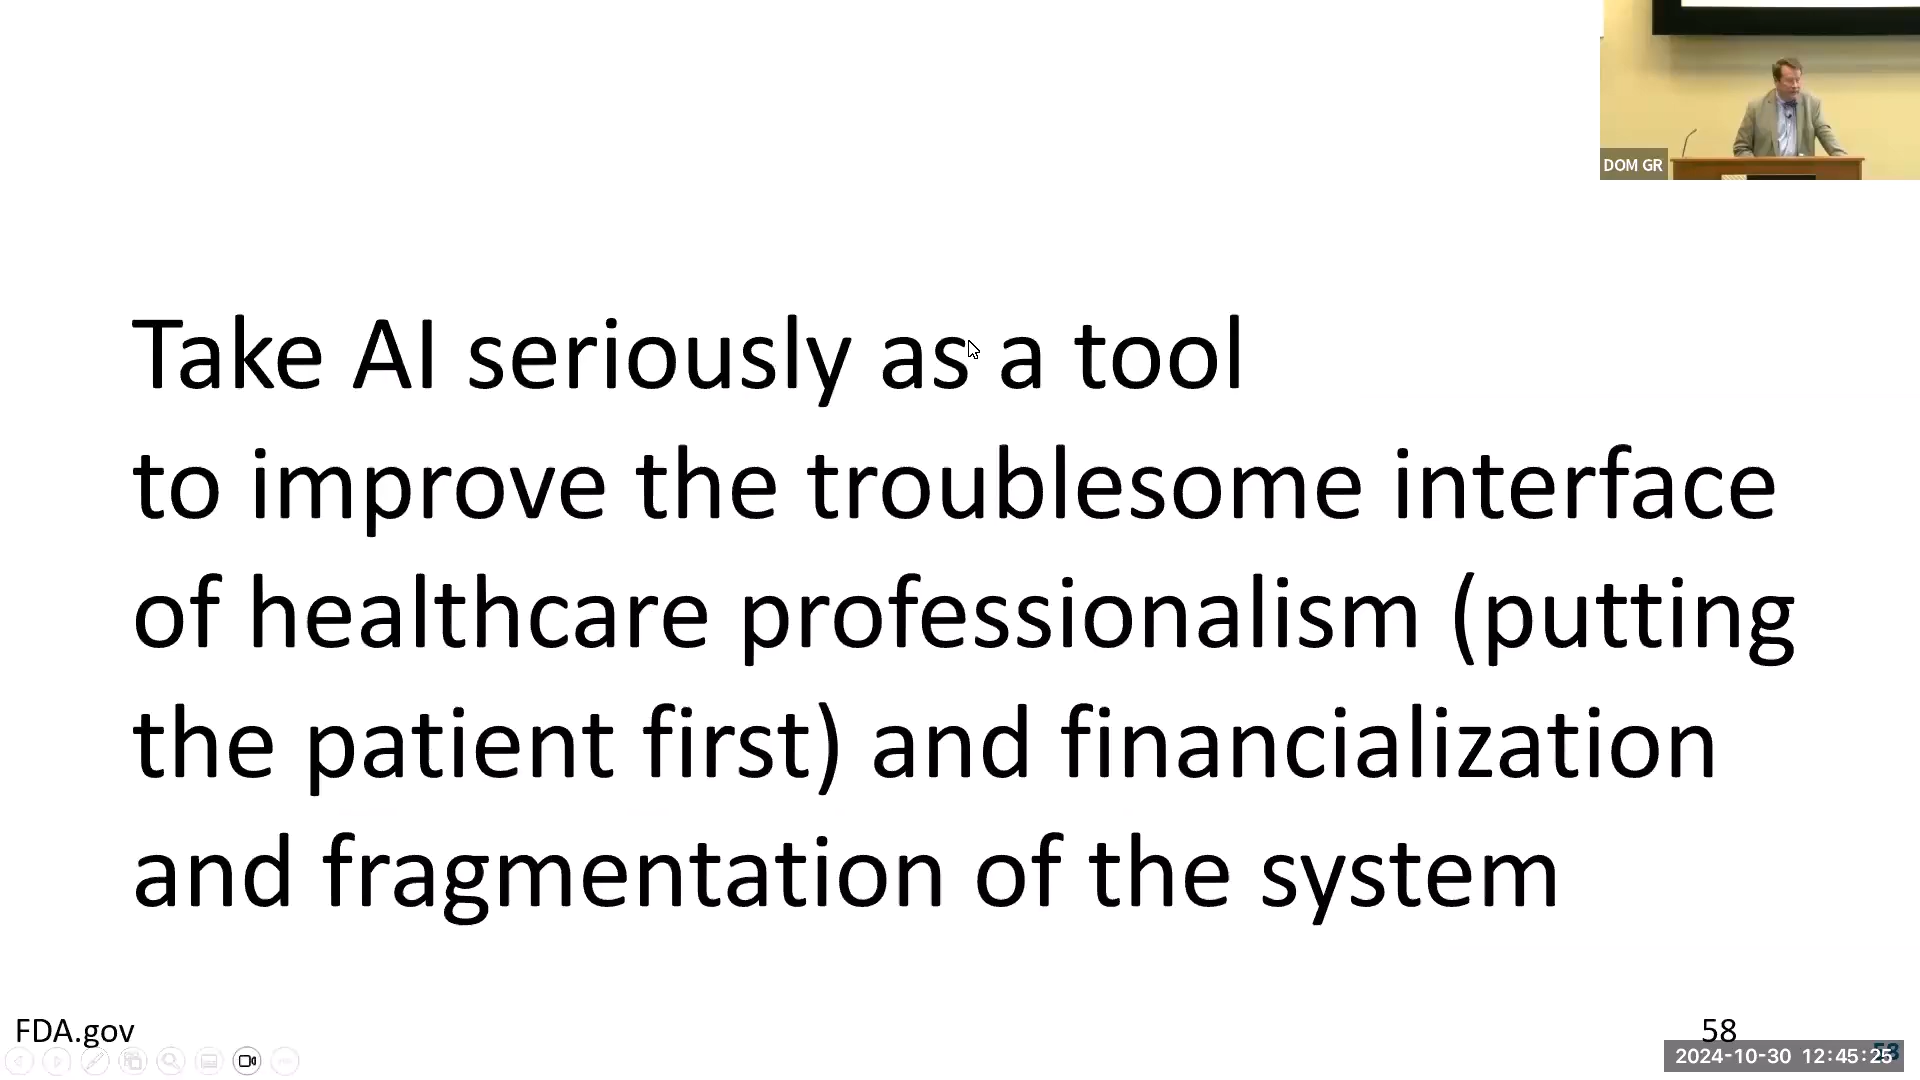 DOM GR
Take AI seriously as a tool
to improve the troublesome interface
of healthcare professionalism (putting
the patient first) and financialization
and fragmentation of the system
FDA.gov
58
2024-10-30 12:45:25
58